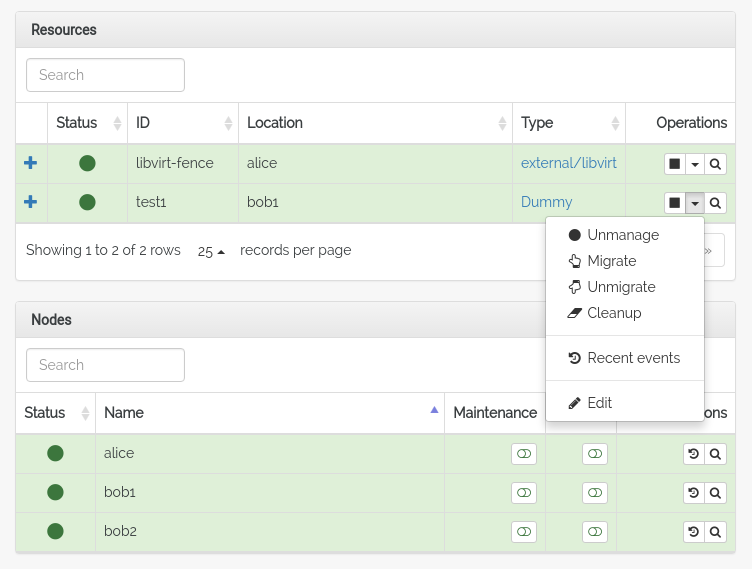 Resources
Search
Status ID Location Type Operations
libvirt-fence alice external/libvirt
test1 bob1 Dummy
Showing 1 to 2 of 2 rows 25 records per page »
Unmanage
Migrate
Unmigrate
Cleanup
Recent events
Edit
Nodes
Search
Status Name Maintenance
alice
bob1
bob2